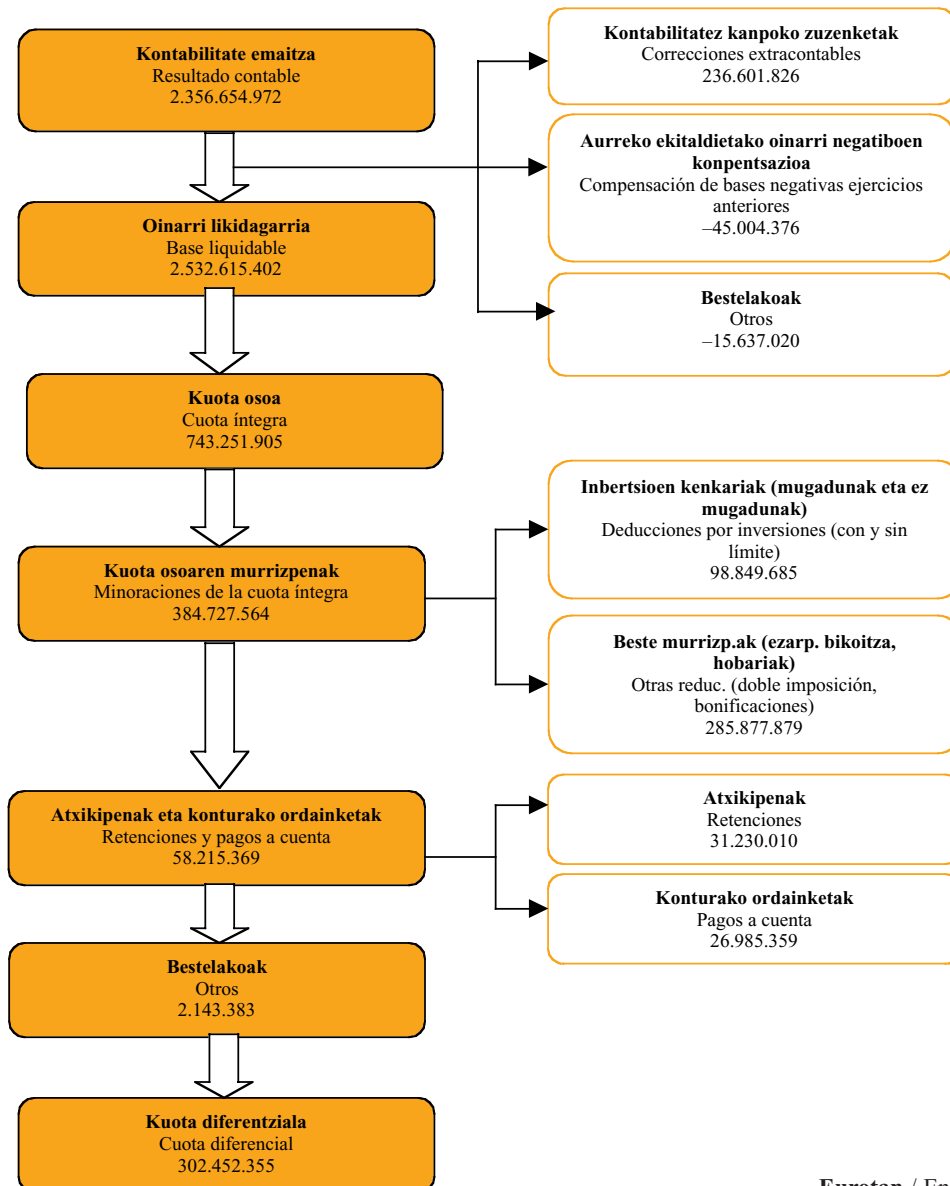 Kontabilitate emaitza
Resultado contable
2.356.654.972
Kontabilitatez kanpoko zuzenketak
Correcciones extracontables
236.601.826
Aurreko ekitaldietako oinarri negatiboen
konpentsazioa
Compensación de bases negativas ejercicios
anteriores
–45.004.376
Oinarri likidagarria
Base liquidable
2.532.615.402
Bestelakoak
Otros
–15.637.020
Kuota osoa
Cuota íntegra
743.251.905
Inbertsioen kenkariak (mugadunak eta ez
mugadunak)
Deducciones por inversiones (con y sin
límite)
98.849.685
Kuota osoaren murrizpenak
Minoraciones de la cuota íntegra
384.727.564
Beste murrizp.ak (ezarp. bikoitza,
hobariak)
Otras reduc. (doble imposición,
bonificaciones)
285.877.879
Atxikipenak eta konturako ordainketak
Retenciones y pagos a cuenta
58.215.369
Atxikipenak
Retenciones
31.230.010
Konturako ordainketak
Pagos a cuenta
26.985.359
Bestelakoak
Otros
2.143.383
Kuota diferentziala
Cuota diferencial
302.452.355